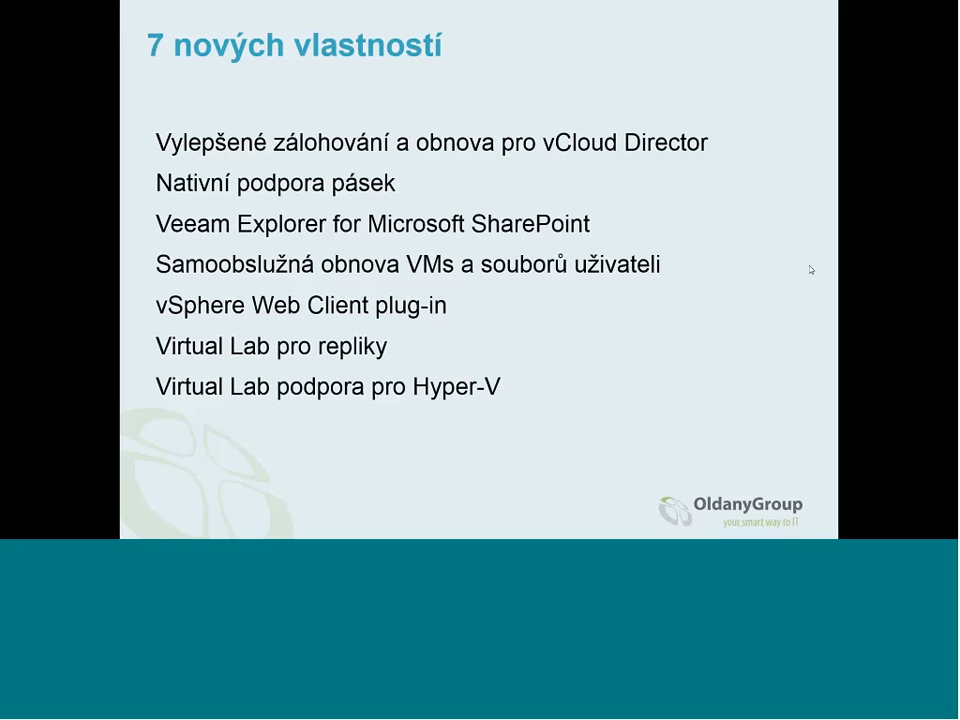 7 nových vlastností
Vylepšené zálohování a obnova pro vCloud Director
Nativní podpora pásek
Veeam Explorer for Microsoft SharePoint
Samoobslužná obnova VMs a souborů uživateli
vSphere Web Client plug-in
Virtual Lab pro repliky
Virtual Lab podpora pro Hyper-V
OldanyGroup
your smart way to IT